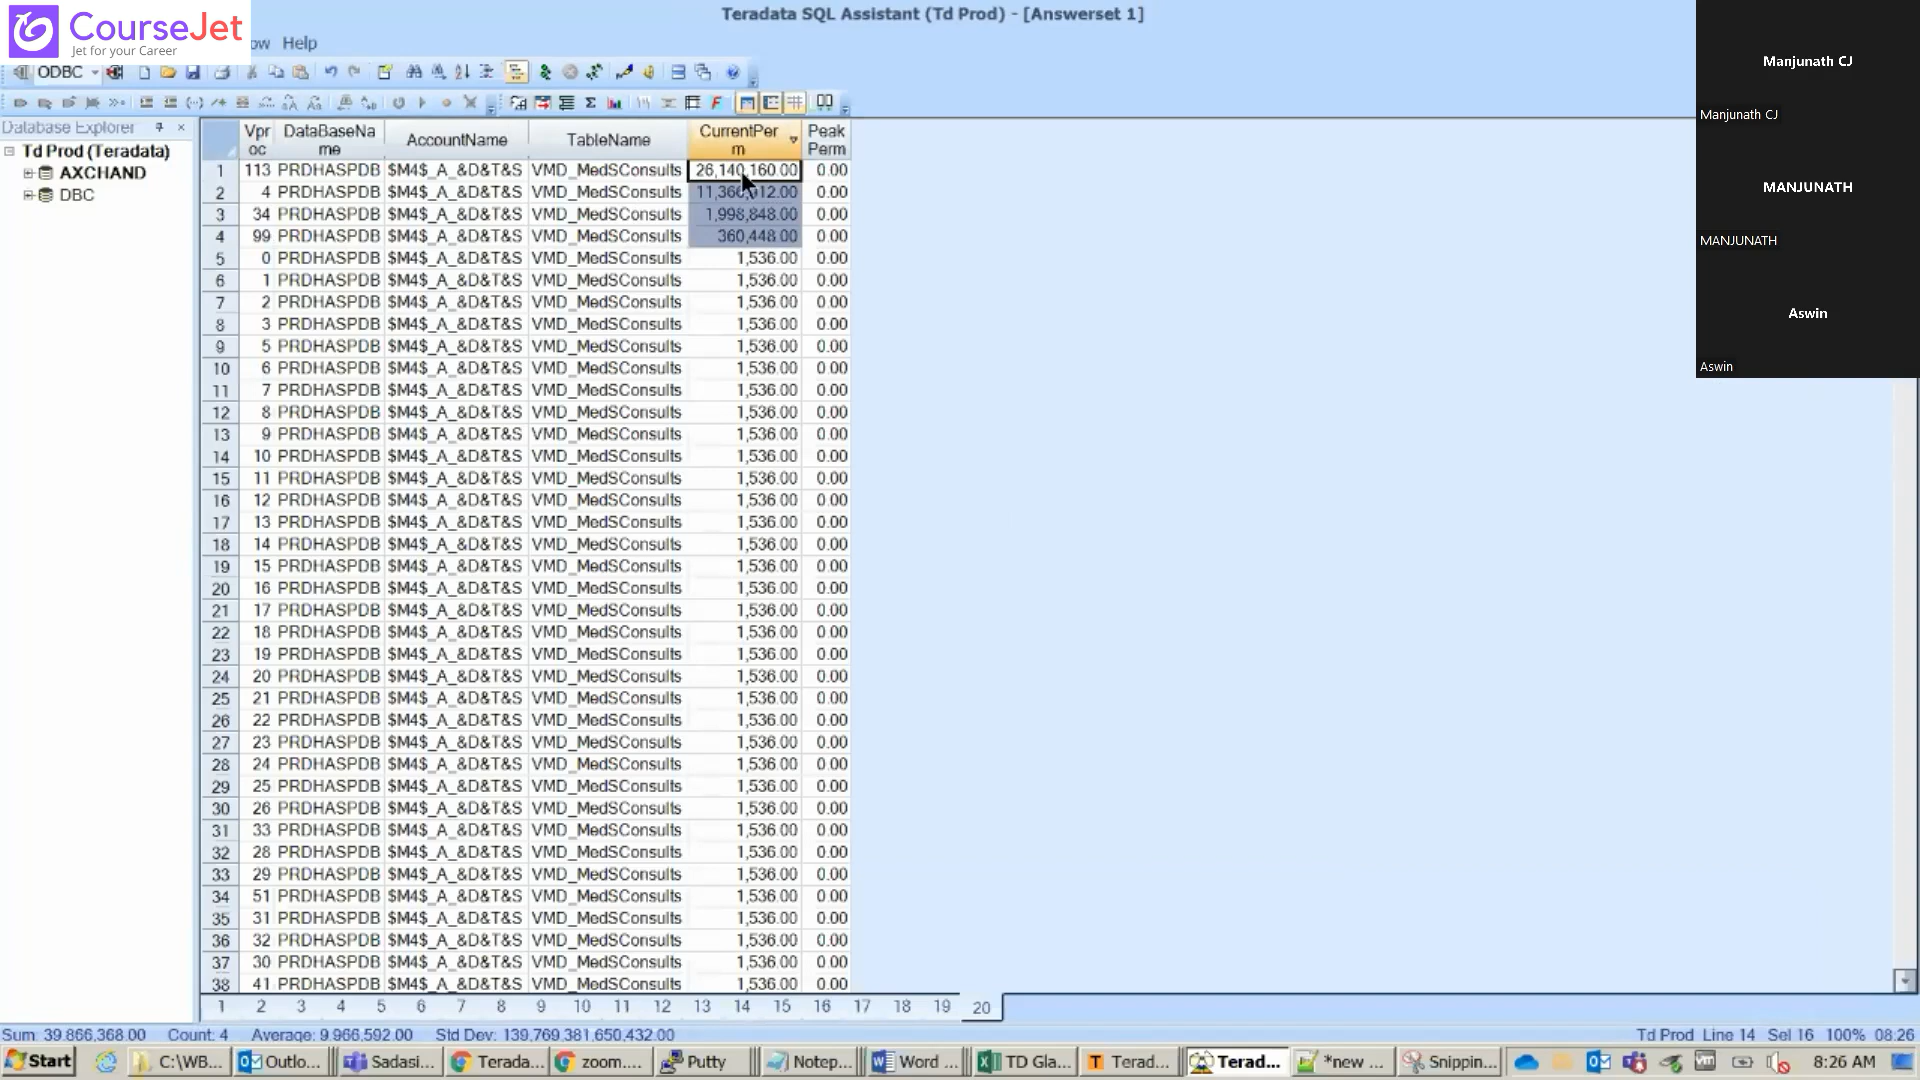 Teradata SQL Assistant (Td Prod) - [Answerset 1]
CourseJet
Jet for your Career
ow Help
ODBC
Database Explorer
Td Prod (Teradata)
AXCHAND
DBC
Vproc DataBaseName AccountName TableName CurrentPerm Peak Perm
1 113 PRDHASPDB $M4$_A_&D&T&S VMD_MedSConsults 26,140,160.00 0.00
2 4 PRDHASPDB $M4$_A_&D&T&S VMD_MedSConsults 0.00
3 34 PRDHASPDB $M4$_A_&D&T&S VMD_MedSConsults 1,998,848.00 0.00
4 99 PRDHASPDB $M4$_A_&D&T&S VMD_MedSConsults 360,448.00 0.00
5 0 PRDHASPDB $M4$_A_&D&T&S VMD_MedSConsults 1,536.00 0.00
6 1 PRDHASPDB $M4$_A_&D&T&S VMD_MedSConsults 1,536.00 0.00
7 2 PRDHASPDB $M4$_A_&D&T&S VMD_MedSConsults 1,536.00 0.00
8 3 PRDHASPDB $M4$_A_&D&T&S VMD_MedSConsults 1,536.00 0.00
9 5 PRDHASPDB $M4$_A_&D&T&S VMD_MedSConsults 1,536.00 0.00
10 6 PRDHASPDB $M4$_A_&D&T&S VMD_MedSConsults 1,536.00 0.00
11 7 PRDHASPDB $M4$_A_&D&T&S VMD_MedSConsults 1,536.00 0.00
12 8 PRDHASPDB $M4$_A_&D&T&S VMD_MedSConsults 1,536.00 0.00
13 9 PRDHASPDB $M4$_A_&D&T&S VMD_MedSConsults 1,536.00 0.00
14 10 PRDHASPDB $M4$_A_&D&T&S VMD_MedSConsults 1,536.00 0.00
15 11 PRDHASPDB $M4$_A_&D&T&S VMD_MedSConsults 1,536.00 0.00
16 12 PRDHASPDB $M4$_A_&D&T&S VMD_MedSConsults 1,536.00 0.00
17 13 PRDHASPDB $M4$_A_&D&T&S VMD_MedSConsults 1,536.00 0.00
18 14 PRDHASPDB $M4$_A_&D&T&S VMD_MedSConsults 1,536.00 0.00
19 15 PRDHASPDB $M4$_A_&D&T&S VMD_MedSConsults 1,536.00 0.00
20 16 PRDHASPDB $M4$_A_&D&T&S VMD_MedSConsults 1,536.00 0.00
21 17 PRDHASPDB $M4$_A_&D&T&S VMD_MedSConsults 1,536.00 0.00
22 18 PRDHASPDB $M4$_A_&D&T&S VMD_MedSConsults 1,536.00 0.00
23 19 PRDHASPDB $M4$_A_&D&T&S VMD_MedSConsults 1,536.00 0.00
24 20 PRDHASPDB $M4$_A_&D&T&S VMD_MedSConsults 1,536.00 0.00
25 21 PRDHASPDB $M4$_A_&D&T&S VMD_MedSConsults 1,536.00 0.00
26 22 PRDHASPDB $M4$_A_&D&T&S VMD_MedSConsults 1,536.00 0.00
27 23 PRDHASPDB $M4$_A_&D&T&S VMD_MedSConsults 1,536.00 0.00
28 24 PRDHASPDB $M4$_A_&D&T&S VMD_MedSConsults 1,536.00 0.00
29 25 PRDHASPDB $M4$_A_&D&T&S VMD_MedSConsults 1,536.00 0.00
30 26 PRDHASPDB $M4$_A_&D&T&S VMD_MedSConsults 1,536.00 0.00
31 33 PRDHASPDB $M4$_A_&D&T&S VMD_MedSConsults 1,536.00 0.00
32 28 PRDHASPDB $M4$_A_&D&T&S VMD_MedSConsults 1,536.00 0.00
33 29 PRDHASPDB $M4$_A_&D&T&S VMD_MedSConsults 1,536.00 0.00
34 51 PRDHASPDB $M4$_A_&D&T&S VMD_MedSConsults 1,536.00 0.00
35 31 PRDHASPDB $M4$_A_&D&T&S VMD_MedSConsults 1,536.00 0.00
36 32 PRDHASPDB $M4$_A_&D&T&S VMD_MedSConsults 1,536.00 0.00
37 30 PRDHASPDB $M4$_A_&D&T&S VMD_MedSConsults 1,536.00 0.00
38 41 PRDHASPDB $M4$_A_&D&T&S VMD_MedSConsults 1,536.00 0.00
1 2 3 4 5 6 7 8 9 10 11 12 13 14 15 16 17 18 19 20
Sum: 39,866,368.00 Count: 4 Average: 9,966,592.00 Std Dev: 139,769,381,650,432.00
Td Prod Line 14 Sel 16 100% 08:26
Start C:\WB... Outlo... Sadasi... Terada... zoom.... Putty Notep... Word ... TD Gla... Terad... Terad... *new ... Snippin... 8:26 AM
Manjunath CJ
Manjunath CJ
MANJUNATH
MANJUNATH
Aswin
Aswin